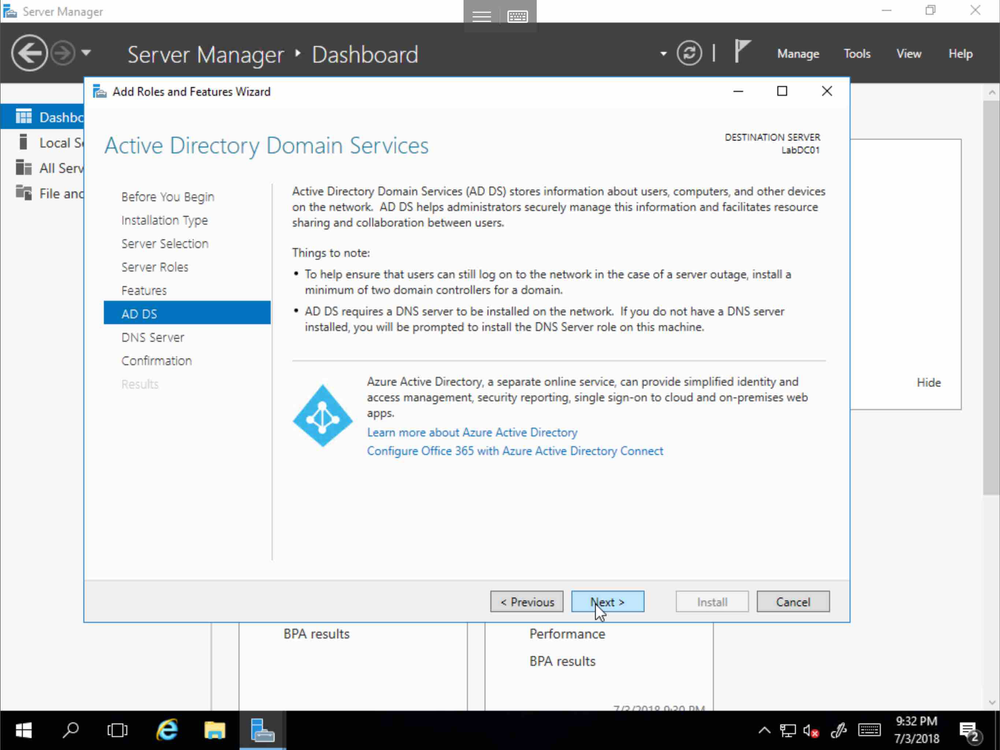 Server Manager
Server Manager ‣ Dashboard
Manage
Tools
View
Help
Dashbo
Local Se
All Serv
File and
Add Roles and Features Wizard
Active Directory Domain Services
DESTINATION SERVER
LabDC01
Before You Begin
Installation Type
Server Selection
Server Roles
Features
AD DS
DNS Server
Confirmation
Results
Active Directory Domain Services (AD DS) stores information about users, computers, and other devices
on the network. AD DS helps administrators securely manage this information and facilitates resource
sharing and collaboration between users.
Things to note:
• To help ensure that users can still log on to the network in the case of a server outage, install a
minimum of two domain controllers for a domain.
• AD DS requires a DNS server to be installed on the network. If you do not have a DNS server
installed, you will be prompted to install the DNS Server role on this machine.
Azure Active Directory, a separate online service, can provide simplified identity and
access management, security reporting, single sign-on to cloud and on-premises web
apps.
Learn more about Azure Active Directory
Configure Office 365 with Azure Active Directory Connect
Hide
< Previous
Next >
Install
Cancel
BPA results
Performance
BPA results
7/3/2018 9:30 PM
9:32 PM
7/3/2018
2